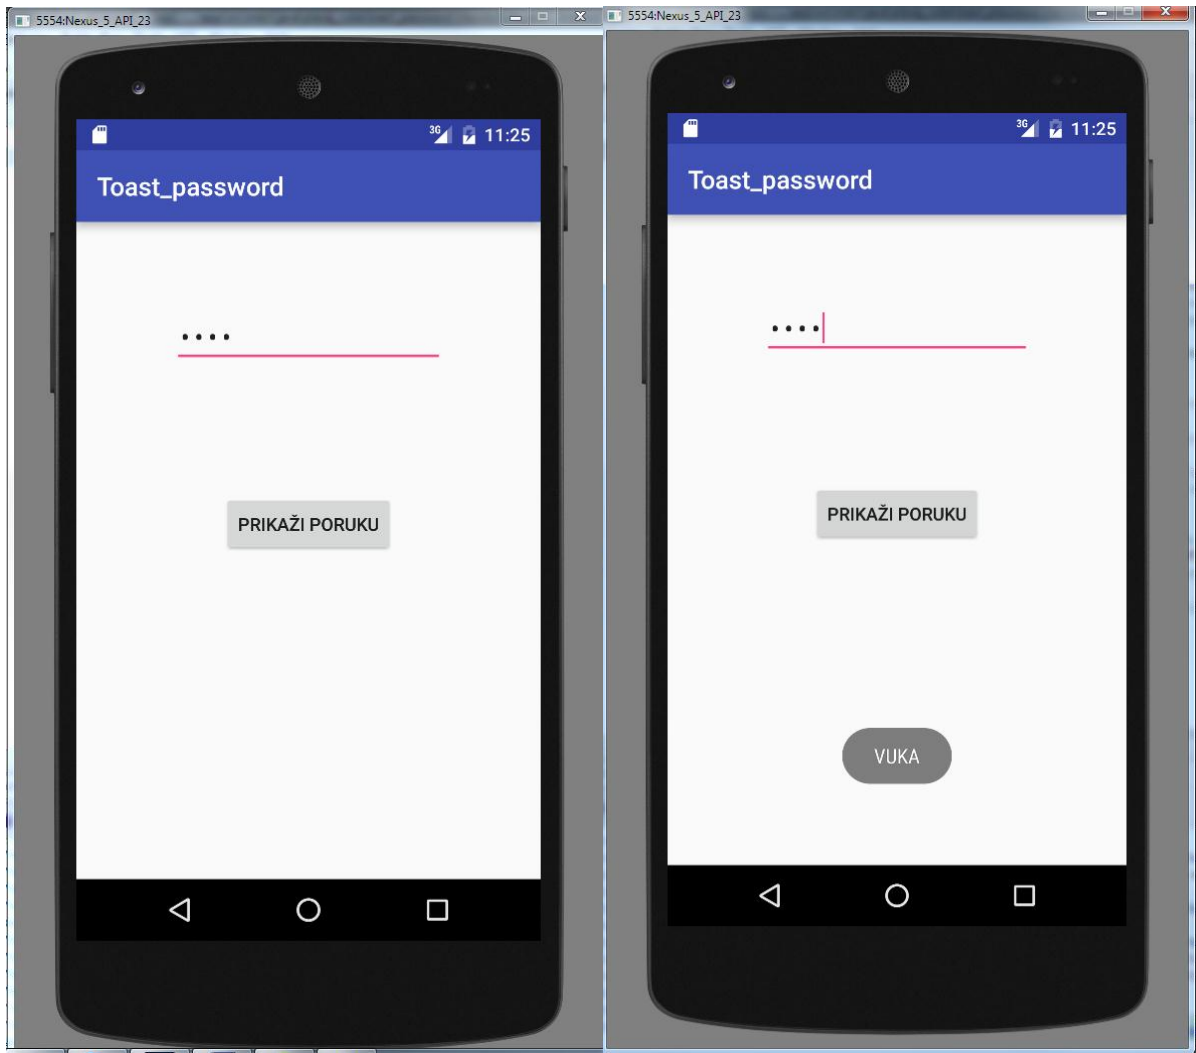 5554:Nexus_5_API_23
3G 11:25
Toast_password
••••
PRIKAŽI PORUKU
5554:Nexus_5_API_23
3G 11:25
Toast_password
••••
PRIKAŽI PORUKU
VUKA